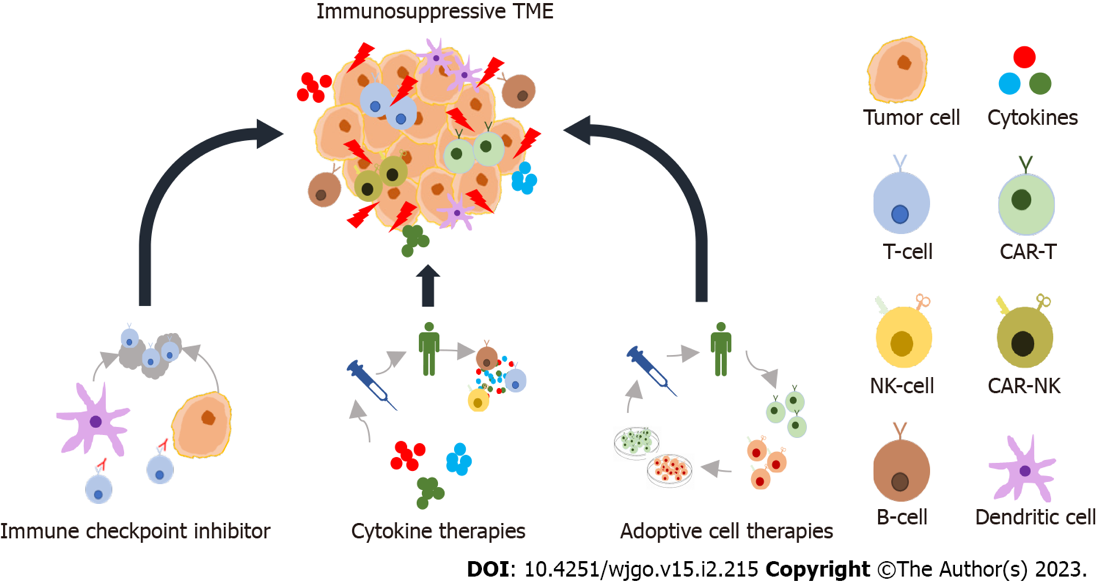 Immunosuppressive TME
Tumor cell
Cytokines
T-cell
CAR-T
NK-cell
CAR-NK
B-cell
Dendritic cell
Immune checkpoint inhibitor
Cytokine therapies
Adoptive cell therapies
DOI: 10.4251/wjgo.v15.i2.215 Copyright ©The Author(s) 2023.